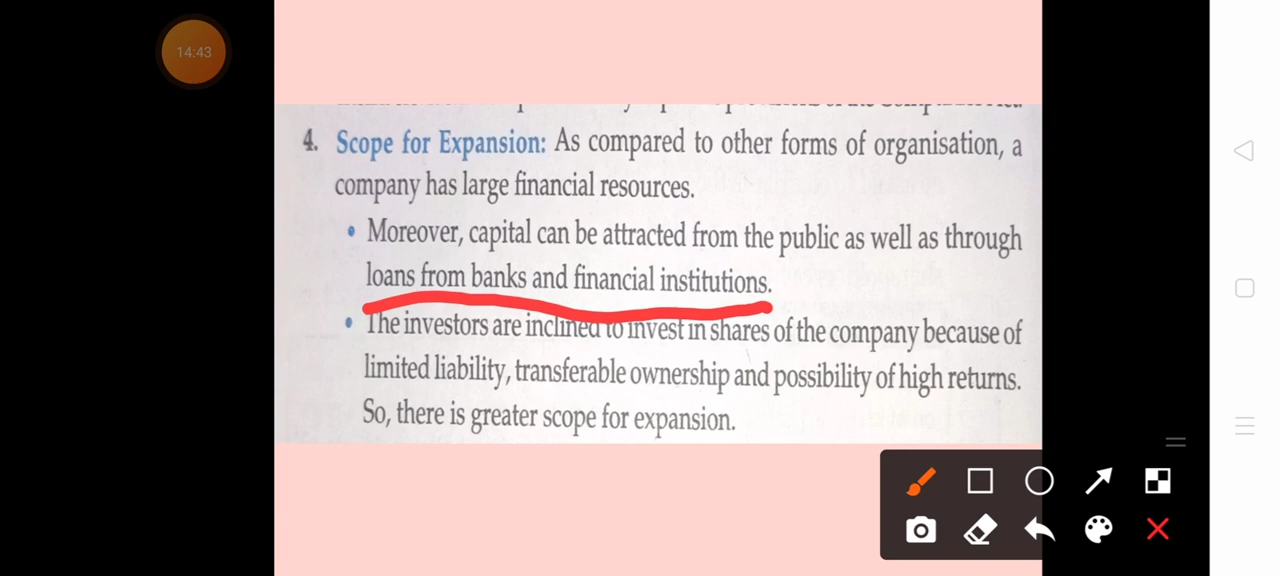 14:43
4. Scope for Expansion: As compared to other forms of organisation, a
company has large financial resources.
• Moreover, capital can be attracted from the public as well as through
loans from banks and financial institutions.
• The investors are inclined to invest in shares of the company because of
limited liability, transferable ownership and possibility of high returns.
So, there is greater scope for expansion.